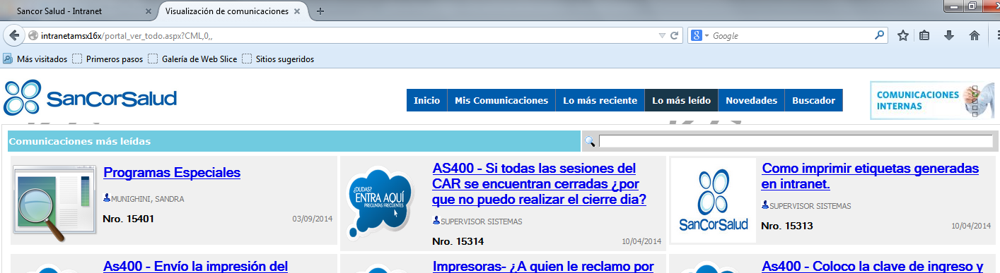 Sancor Salud - Intranet
Visualización de comunicaciones
intranetamsx16x/portal_ver_todo.aspx?CML,0,,
Google
Más visitados
Primeros pasos
Galería de Web Slice
Sitios sugeridos
SanCorSalud
Inicio
Mis Comunicaciones
Lo más reciente
Lo más leído
Novedades
Buscador
COMUNICACIONES
INTERNAS
Comunicaciones más leídas
Programas Especiales
MUNIGHINI, SANDRA
Nro. 15401
03/09/2014
¿DUDAS?
ENTRA AQUÍ
PREGUNTAS FRECUENTES
AS400 - Si todas las sesiones del
CAR se encuentran cerradas ¿por
que no puedo realizar el cierre dia?
SUPERVISOR SISTEMAS
Nro. 15314
10/04/2014
SanCorSalud
Como imprimir etiquetas generadas
en intranet.
SUPERVISOR SISTEMAS
Nro. 15313
10/04/2014
As400 - Envío la impresión del
Impresoras- ¿A quien le reclamo por
As400 - Coloco la clave de ingreso y